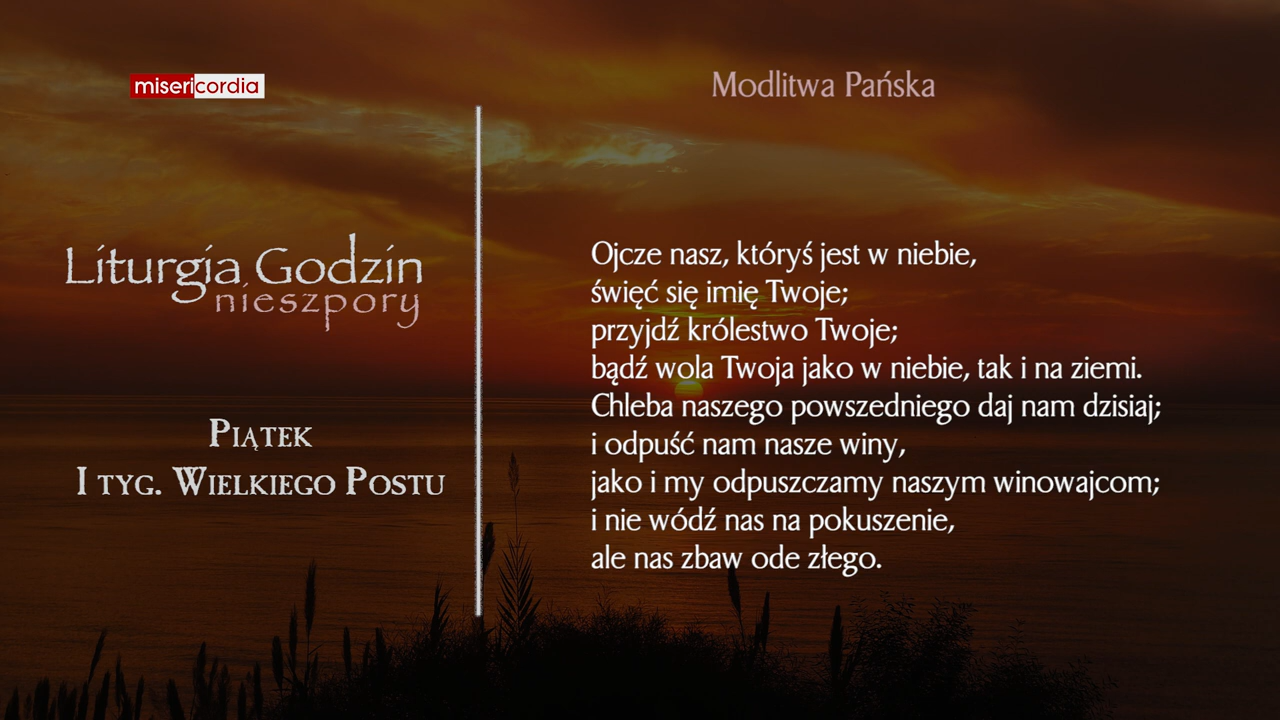 misericordia
Liturgia Godzin
nieszpory
Piątek
I tyg. Wielkiego Postu
Modlitwa Pańska
Ojcze nasz, któryś jest w niebie,
święć się imię Twoje;
przyjdź królestwo Twoje;
bądź wola Twoja jako w niebie, tak i na ziemi.
Chleba naszego powszedniego daj nam dzisiaj;
i odpuść nam nasze winy,
jako i my odpuszczamy naszym winowajcom;
i nie wódź nas na pokuszenie,
ale nas zbaw ode złego.